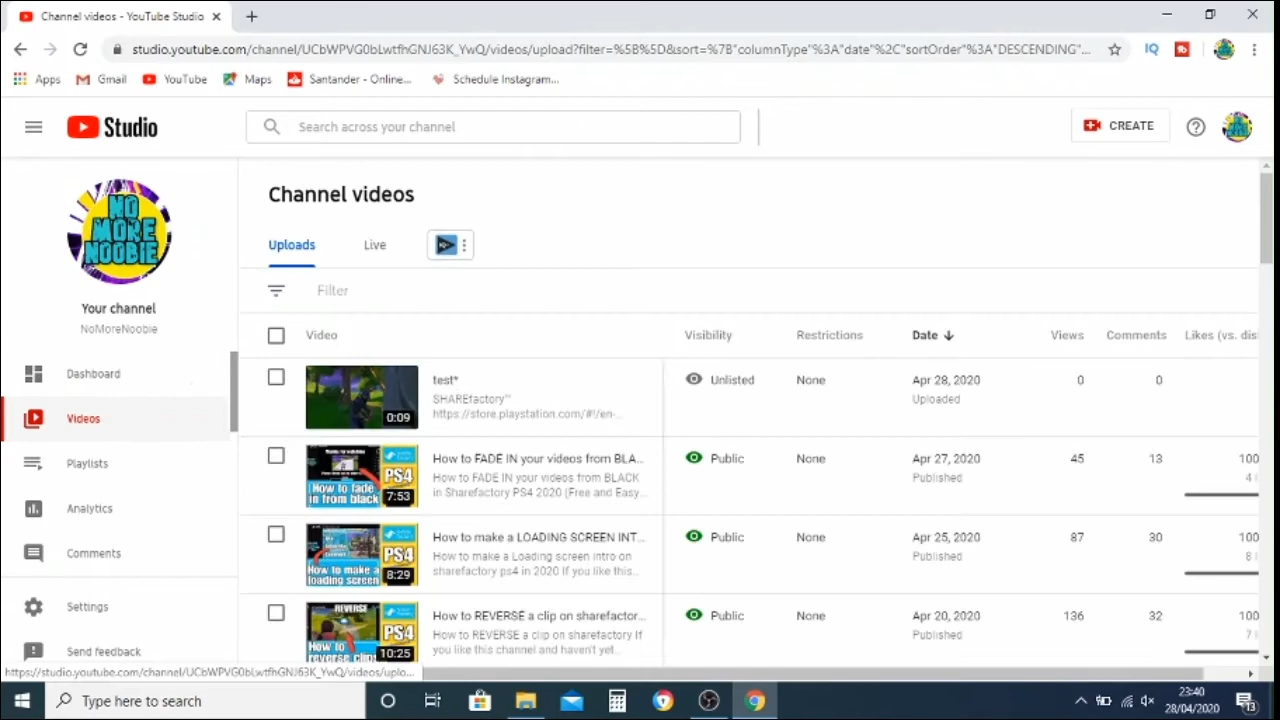 Channel videos - YouTube Studio
studio.youtube.com/channel/UCbWPVG0bLwtfhGNJ63K_YwQ/videos/upload?filter=%5B%5D&sort=%7B"columnType"%3A"date"%2C"sortOrder"%3A"DESCENDING"...
IQ
Apps
Gmail
YouTube
Maps
Santander - Online...
Schedule Instagram...
Studio
Search across your channel
CREATE
NO MORE NOOBIE
Your channel
NoMoreNoobie
Dashboard
Videos
Playlists
Analytics
Comments
Settings
Send feedback
Channel videos
Uploads
Live
Filter
Video
Visibility
Restrictions
Date
Views
Comments
Likes (vs. dis
0:09
test*
SHAREfactory™
https://store.playstation.com/#!/en-...
Unlisted
None
Apr 28, 2020
Uploaded
0
0
PS4
How to fade in from black
7:53
How to FADE IN your videos from BLA...
How to FADE IN your videos from BLACK
in Sharefactory PS4 2020 (Free and Easy...
Public
None
Apr 27, 2020
Published
45
13
100
4
PS4
How to make a loading screen
8:29
How to make a LOADING SCREEN INT...
How to make a Loading screen intro on
sharefactory ps4 in 2020 If you like this...
Public
None
Apr 25, 2020
Published
87
30
100
8
REVERSE
PS4
How to reverse clips
10:25
How to REVERSE a clip on sharefactor...
How to REVERSE a clip on sharefactory If
you like this channel and haven't yet...
Public
None
Apr 20, 2020
Published
136
32
100
7
https://studio.youtube.com/channel/UCbWPVG0bLwtfhGNJ63K_YwQ/videos/uplo...
Type here to search
23:40
28/04/2020
13